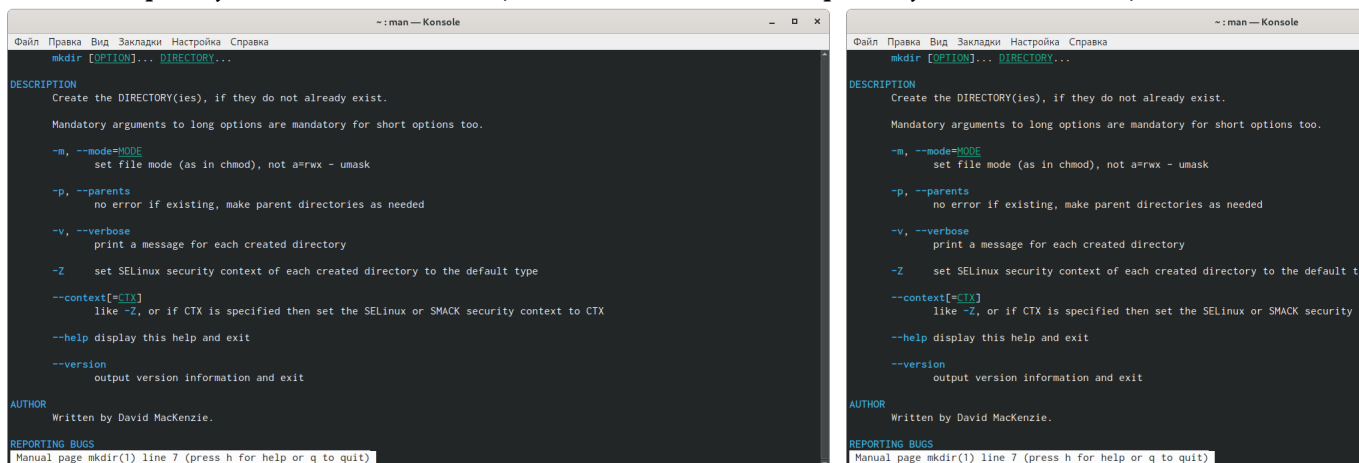 ~ : man — Konsole
Файл Правка Вид Закладки Настройка Справка
mkdir [OPTION]... DIRECTORY...
DESCRIPTION
Create the DIRECTORY(ies), if they do not already exist.
Mandatory arguments to long options are mandatory for short options too.
-m, --mode=MODE
set file mode (as in chmod), not a=rwx - umask
-p, --parents
no error if existing, make parent directories as needed
-v, --verbose
print a message for each created directory
-Z set SELinux security context of each created directory to the default type
--context[=CTX]
like -Z, or if CTX is specified then set the SELinux or SMACK security context to CTX
--help display this help and exit
--version
output version information and exit
AUTHOR
Written by David MacKenzie.
REPORTING BUGS
Manual page mkdir(1) line 7 (press h for help or q to quit)
~ : man — Konsole
Файл Правка Вид Закладки Настройка Справка
mkdir [OPTION]... DIRECTORY...
DESCRIPTION
Create the DIRECTORY(ies), if they do not already exist.
Mandatory arguments to long options are mandatory for short options too.
-m, --mode=MODE
set file mode (as in chmod), not a=rwx - umask
-p, --parents
no error if existing, make parent directories as needed
-v, --verbose
print a message for each created directory
-Z set SELinux security context of each created directory to the default t
--context[=CTX]
like -Z, or if CTX is specified then set the SELinux or SMACK security
--help display this help and exit
--version
output version information and exit
AUTHOR
Written by David MacKenzie.
REPORTING BUGS
Manual page mkdir(1) line 7 (press h for help or q to quit)